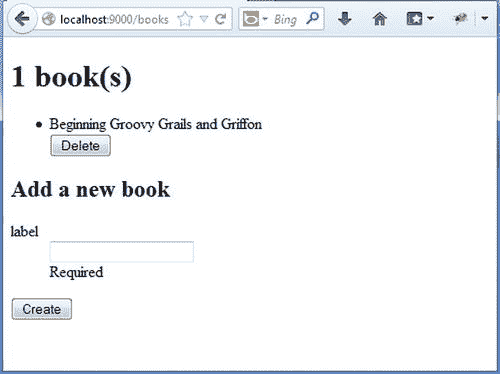 localhost:9000/books
Bing
1 book(s)
Beginning Groovy Grails and Griffon
Delete
Add a new book
label
Required
Create